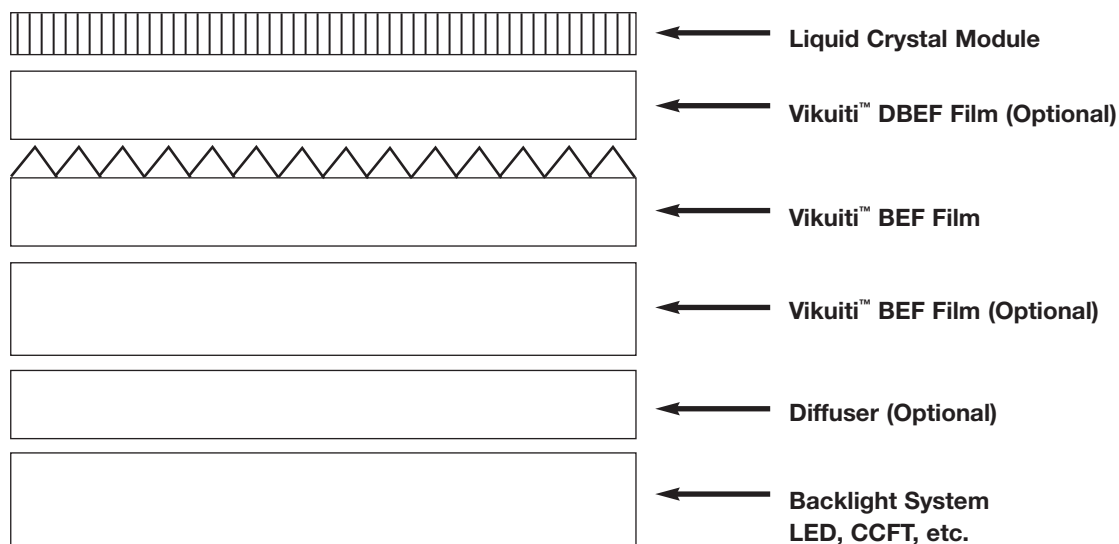 Liquid Crystal Module
Vikuiti™ DBEF Film (Optional)
Vikuiti™ BEF Film
Vikuiti™ BEF Film (Optional)
Diffuser (Optional)
Backlight System
LED, CCFT, etc.